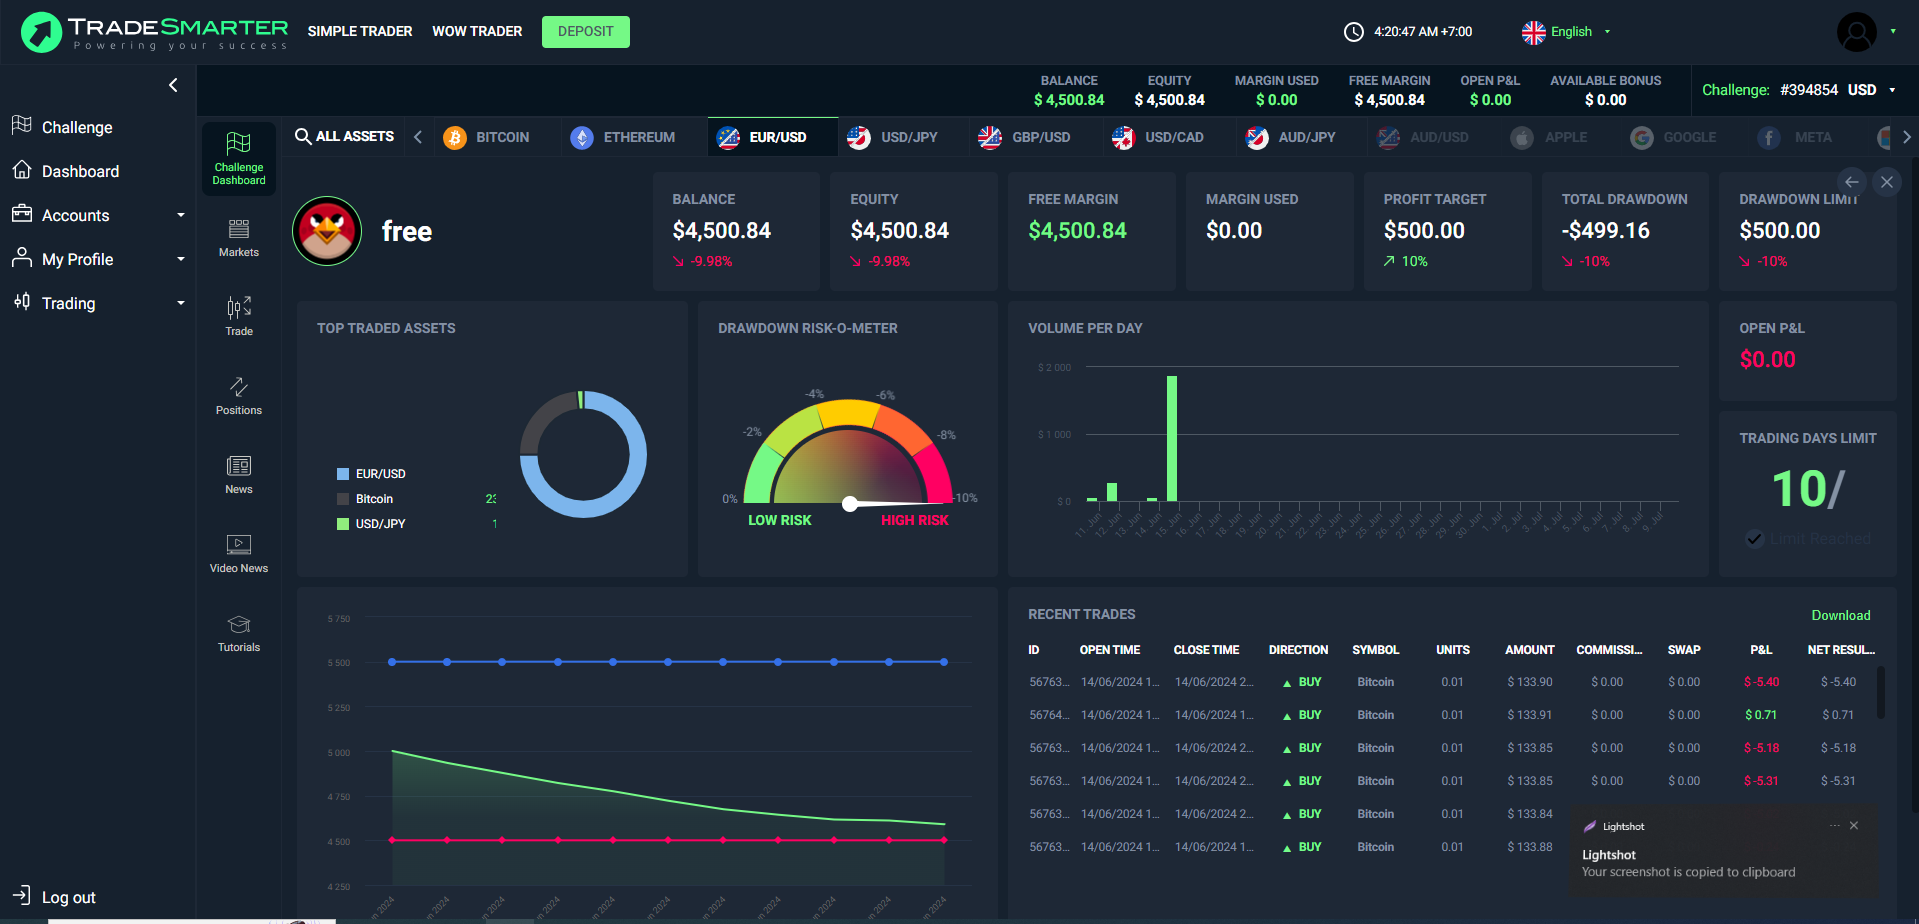 TRADESMARTER
Powering your success
SIMPLE TRADER
WOW TRADER
DEPOSIT
4:20:47 AM +7:00
English
BALANCE
$ 4,500.84
EQUITY
$ 4,500.84
MARGIN USED
$ 0.00
FREE MARGIN
$ 4,500.84
OPEN P&L
$ 0.00
AVAILABLE BONUS
$ 0.00
Challenge: #394854 USD
Challenge
Dashboard
Accounts
My Profile
Trading
Log out
Challenge
Dashboard
Markets
Trade
Positions
News
Video News
Tutorials
ALL ASSETS
BITCOIN
ETHEREUM
EUR/USD
USD/JPY
GBP/USD
USD/CAD
AUD/JPY
AUD/USD
APPLE
GOOGLE
META
free
BALANCE
$4,500.84
-9.98%
EQUITY
$4,500.84
-9.98%
FREE MARGIN
$4,500.84
MARGIN USED
$0.00
PROFIT TARGET
$500.00
10%
TOTAL DRAWDOWN
-$499.16
-10%
DRAWDOWN LIMIT
$500.00
-10%
TOP TRADED ASSETS
EUR/USD
Bitcoin 23
USD/JPY 1
DRAWDOWN RISK-O-METER
0%
-2%
-4%
-6%
-8%
-10%
LOW RISK
HIGH RISK
VOLUME PER DAY
$ 2 000
$ 1 000
$ 0
11. Jun
12. Jun
13. Jun
14. Jun
15. Jun
16. Jun
17. Jun
18. Jun
19. Jun
20. Jun
21. Jun
22. Jun
23. Jun
24. Jun
25. Jun
26. Jun
27. Jun
28. Jun
29. Jun
30. Jun
1. Jul
2. Jul
3. Jul
4. Jul
5. Jul
6. Jul
7. Jul
8. Jul
9. Jul
OPEN P&L
$0.00
TRADING DAYS LIMIT
10/
Limit Reached
5 750
5 500
5 250
5 000
4 750
4 500
4 250
RECENT TRADES
Download
ID OPEN TIME CLOSE TIME DIRECTION SYMBOL UNITS AMOUNT COMMISSI... SWAP P&L NET RESUL...
56763... 14/06/2024 1... 14/06/2024 2... BUY Bitcoin 0.01 $ 133.90 $ 0.00 $ 0.00 $ -5.40 $ -5.40
56764... 14/06/2024 1... 14/06/2024 1... BUY Bitcoin 0.01 $ 133.91 $ 0.00 $ 0.00 $ 0.71 $ 0.71
56763... 14/06/2024 1... 14/06/2024 2... BUY Bitcoin 0.01 $ 133.85 $ 0.00 $ 0.00 $ -5.18 $ -5.18
56763... 14/06/2024 1... 14/06/2024 2... BUY Bitcoin 0.01 $ 133.85 $ 0.00 $ 0.00 $ -5.31 $ -5.31
56763... 14/06/2024 1... 14/06/2024 2... BUY Bitcoin 0.01 $ 133.84
56763... 14/06/2024 1... 14/06/2024 2... BUY Bitcoin 0.01 $ 133.88
Lightshot
Lightshot
Your screenshot is copied to clipboard